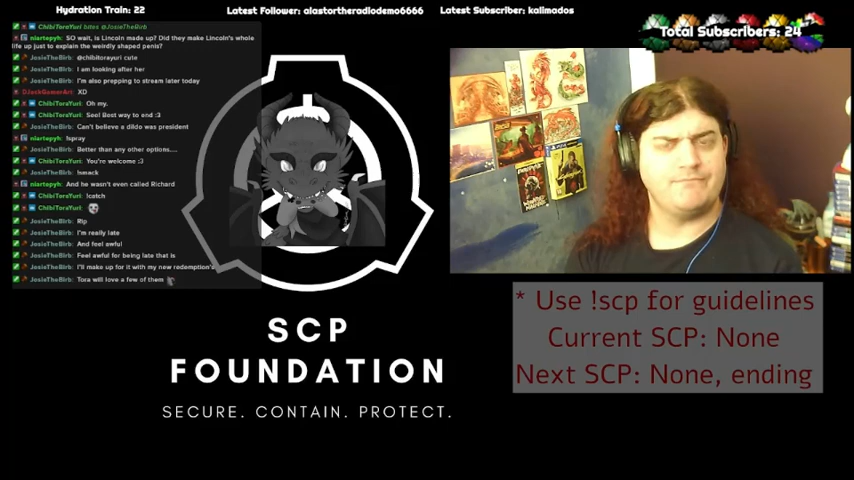 Hydration Train: 22
Latest Follower: alastortheradiodemo6666
Latest Subscriber: kalimados
Total Subscribers: 24
ChibiToraYuri bites @JosieTheBirb
nlartepyh: SO wait, is Lincoln made up? Did they make Lincoln's whole
life up just to explain the weirdly shaped penis?
JosieTheBirb: @chibitorayuri cute
JosieTheBirb: I am looking after her
JosieTheBirb: I'm also prepping to stream later today
DJackGamerArt: XD
ChibiToraYuri: Oh my.
ChibiToraYuri: See! Best way to end :3
JosieTheBirb: Can't believe a dildo was president
nlartepyh: !spray
JosieTheBirb: Better than any other options....
ChibiToraYuri: You're welcome :3
JosieTheBirb: !smack
nlartepyh: And he wasn't even called Richard
ChibiToraYuri: !catch
ChibiToraYuri:
JosieTheBirb: Rip
JosieTheBirb: I'm really late
JosieTheBirb: And feel awful
JosieTheBirb: Feel awful for being late that is
JosieTheBirb: I'll make up for it with my new redemption's
JosieTheBirb: Tora will love a few of them
SCP
FOUNDATION
SECURE. CONTAIN. PROTECT.
* Use !scp for guidelines
Current SCP: None
Next SCP: None, ending